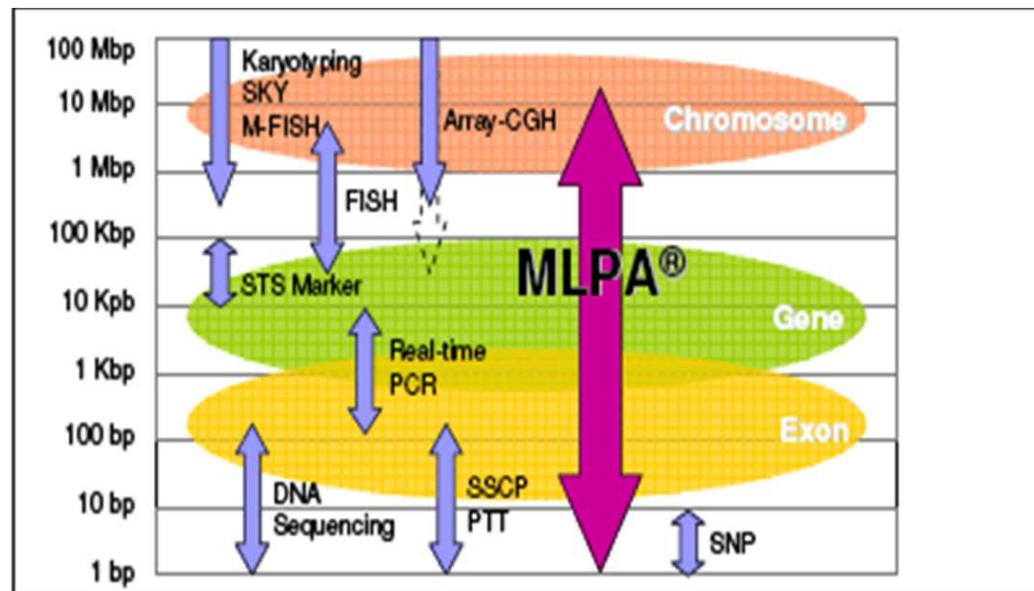 100 Mbp
10 Mbp
1 Mbp
100 Kbp
10 Kpb
1 Kbp
100 bp
10 bp
1 bp
Karyotyping
SKY
M-FISH
Array-CGH
Chromosome
FISH
STS Marker
MLPA®
Gene
Real-time
PCR
Exon
DNA
Sequencing
SSCP
PTT
SNP